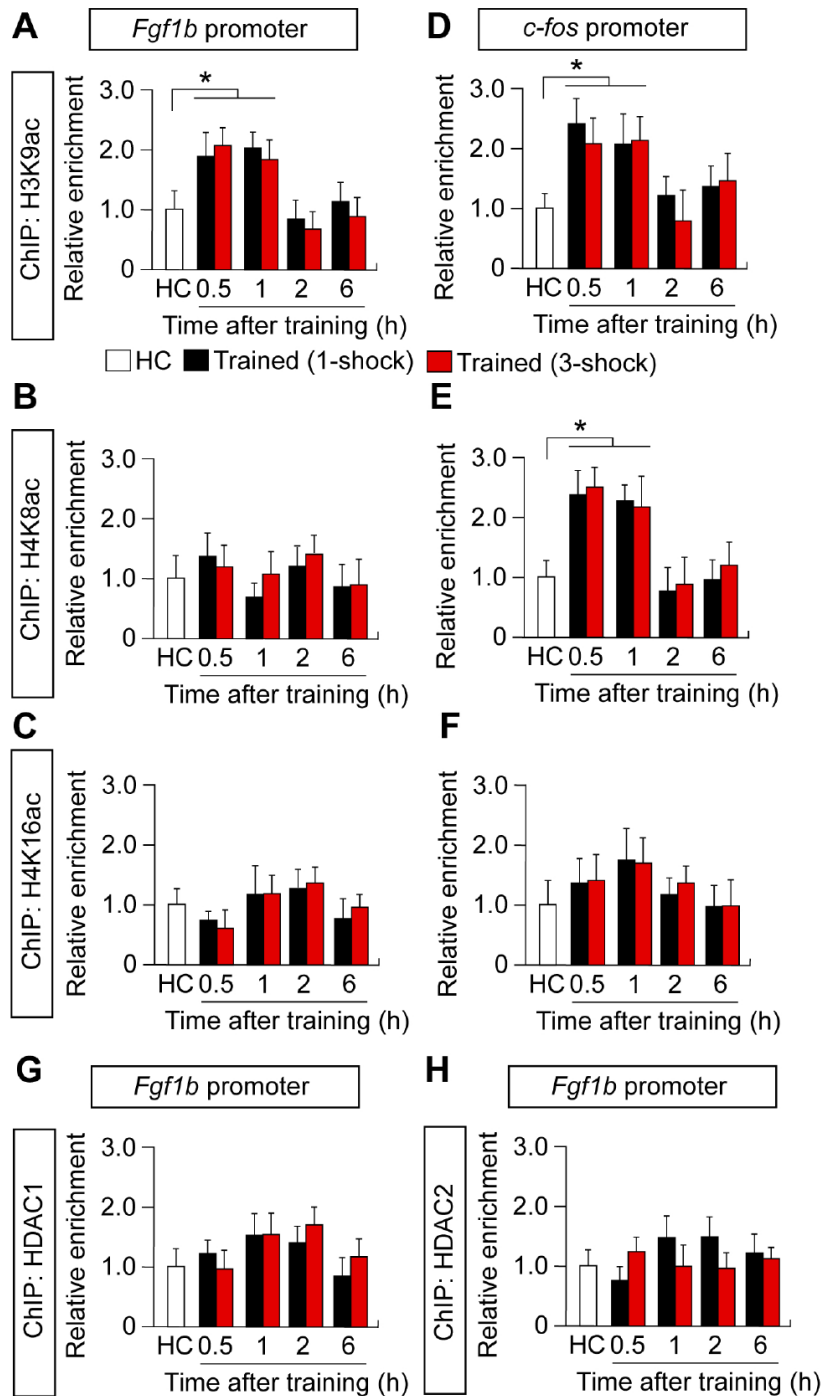 A
Fgf1b promoter
D
c-fos promoter
ChIP: H3K9ac
Relative enrichment
3.0
2.0
1.0
0
*
HC 0.5 1 2 6
Time after training (h)
Relative enrichment
3.0
2.0
1.0
0
*
HC 0.5 1 2 6
Time after training (h)
HC Trained (1-shock) Trained (3-shock)
B
E
ChIP: H4K8ac
Relative enrichment
3.0
2.0
1.0
0
HC 0.5 1 2 6
Time after training (h)
Relative enrichment
3.0
2.0
1.0
0
*
HC 0.5 1 2 6
Time after training (h)
C
F
ChIP: H4K16ac
Relative enrichment
3.0
2.0
1.0
0
HC 0.5 1 2 6
Time after training (h)
Relative enrichment
3.0
2.0
1.0
0
HC 0.5 1 2 6
Time after training (h)
G
Fgf1b promoter
H
Fgf1b promoter
ChIP: HDAC1
Relative enrichment
3.0
2.0
1.0
0
HC 0.5 1 2 6
Time after training (h)
ChIP: HDAC2
Relative enrichment
3.0
2.0
1.0
0
HC 0.5 1 2 6
Time after training (h)